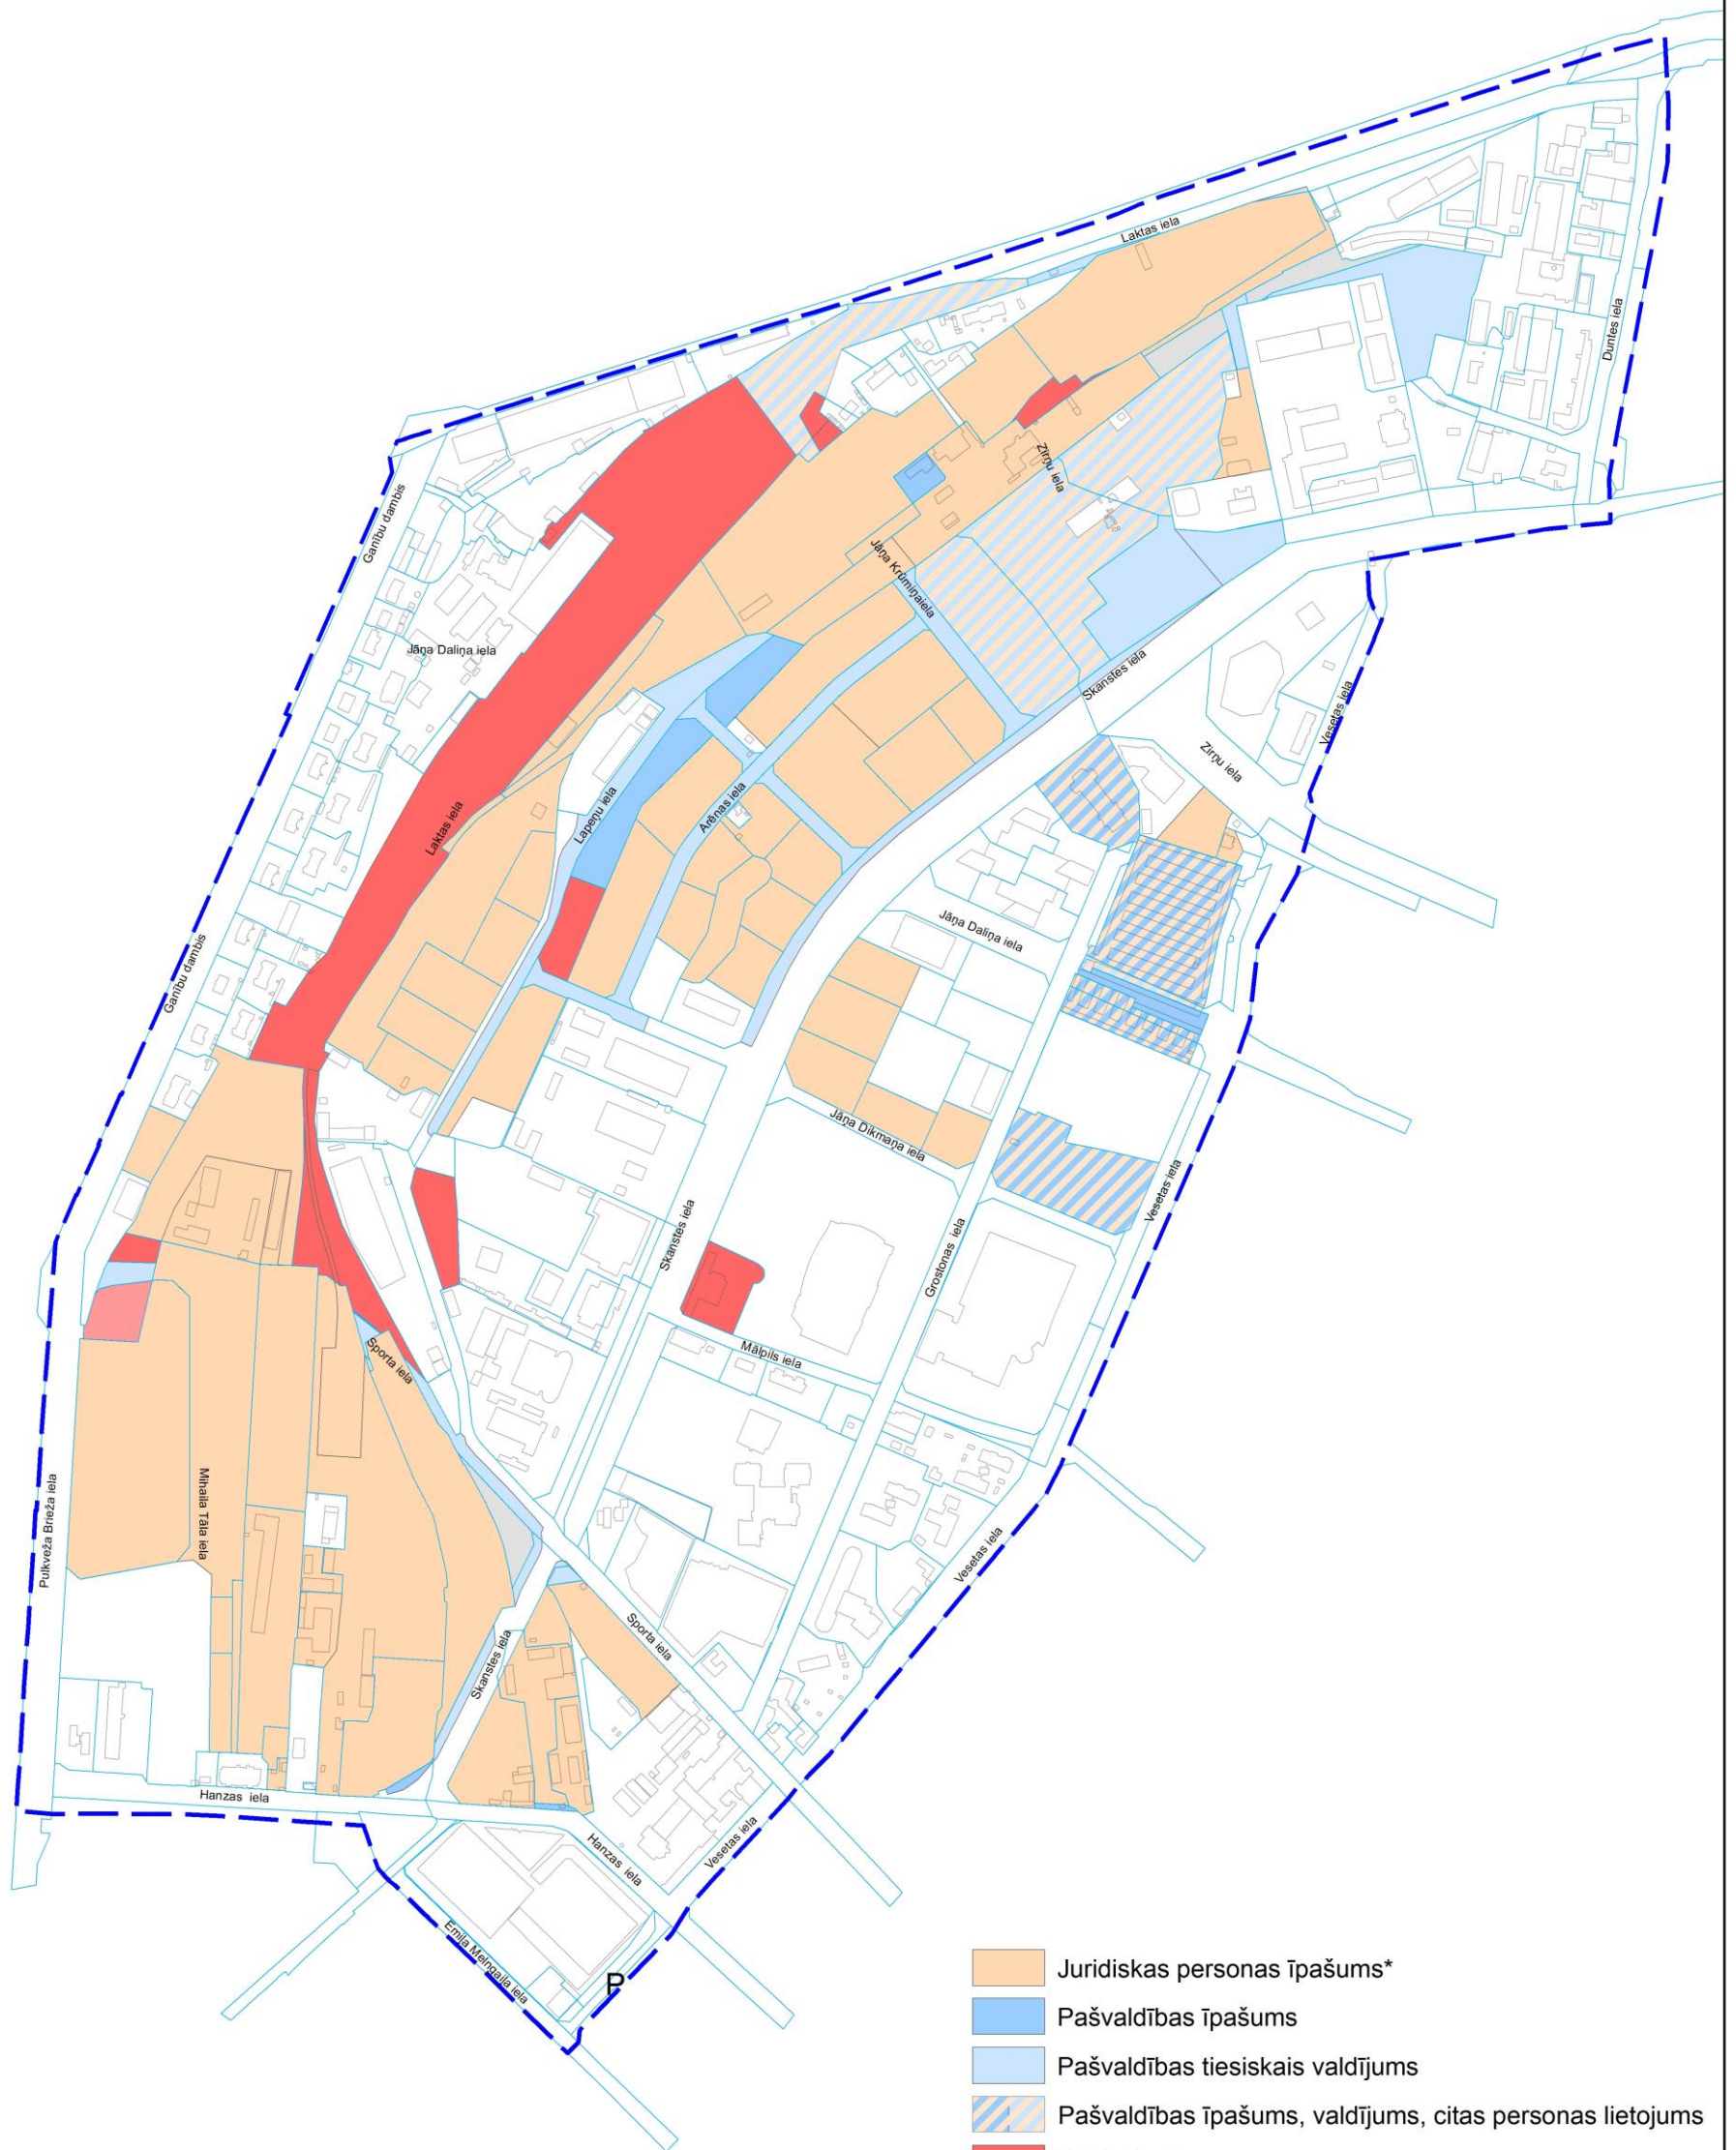 Laktas iela
Duntes iela
Zirņu iela
Ganību dambis
Jāņa Krūmiņaiela
Jāņa Daliņa iela
Skanstes iela
Vesetas iela
Zirņu iela
Lapeņu iela
Arēnas iela
Laktas iela
Jāņa Daliņa iela
Ganību dambis
Jāņa Dikmaņa iela
Vesetas iela
Skanstes iela
Grostonas iela
Mālpils iela
Sporta iela
Mihaila Tāla iela
Pulkveža Brieža iela
Vesetas iela
Sporta iela
Skanstes iela
Hanzas iela
Hanzas iela
Vesetas iela
Emiļa Melngaiļa iela
P
Juridiskas personas īpašums*
Pašvaldības īpašums
Pašvaldības tiesiskais valdījums
Pašvaldības īpašums, valdījums, citas personas lietojums